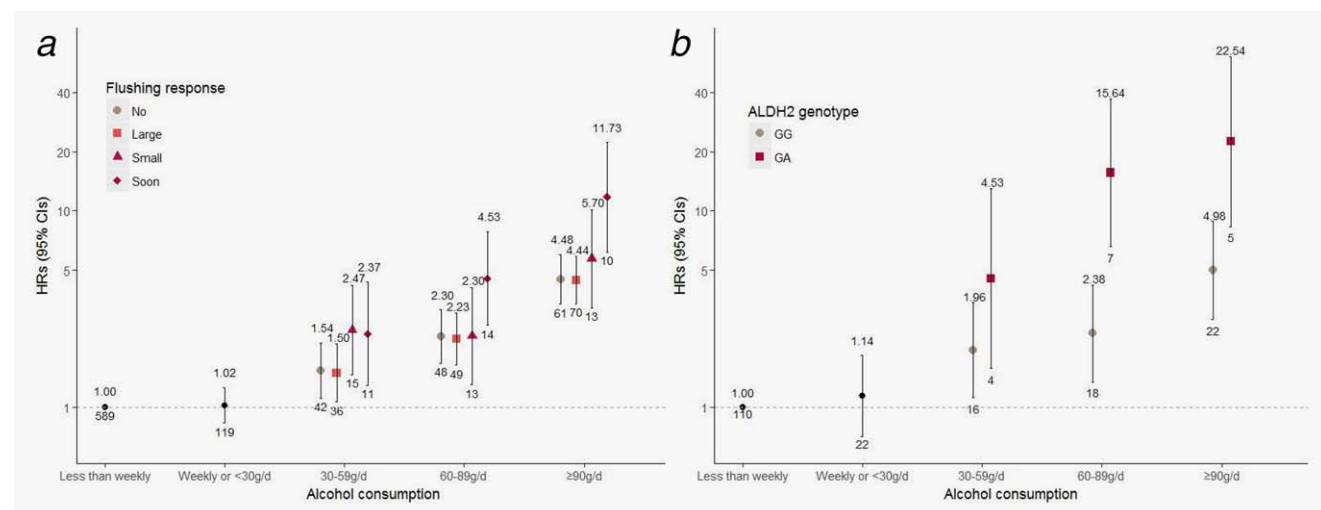 a
Flushing response
No
Large
Small
Soon
HRs (95% CIs)
40
20
10
5
1
1.00
589
1.02
119
1.54
42
1.50
36
2.47
15
2.37
11
2.30
48
2.23
49
2.30
13
4.53
14
4.48
61
4.44
70
5.70
13
11.73
10
Less than weekly
Weekly or <30g/d
30-59g/d
60-89g/d
≥90g/d
Alcohol consumption
b
ALDH2 genotype
GG
GA
HRs (95% CIs)
40
20
10
5
1
1.00
110
1.14
22
1.96
16
4.53
4
2.38
18
15.64
7
4.98
22
22.54
5
Less than weekly
Weekly or <30g/d
30-59g/d
60-89g/d
≥90g/d
Alcohol consumption